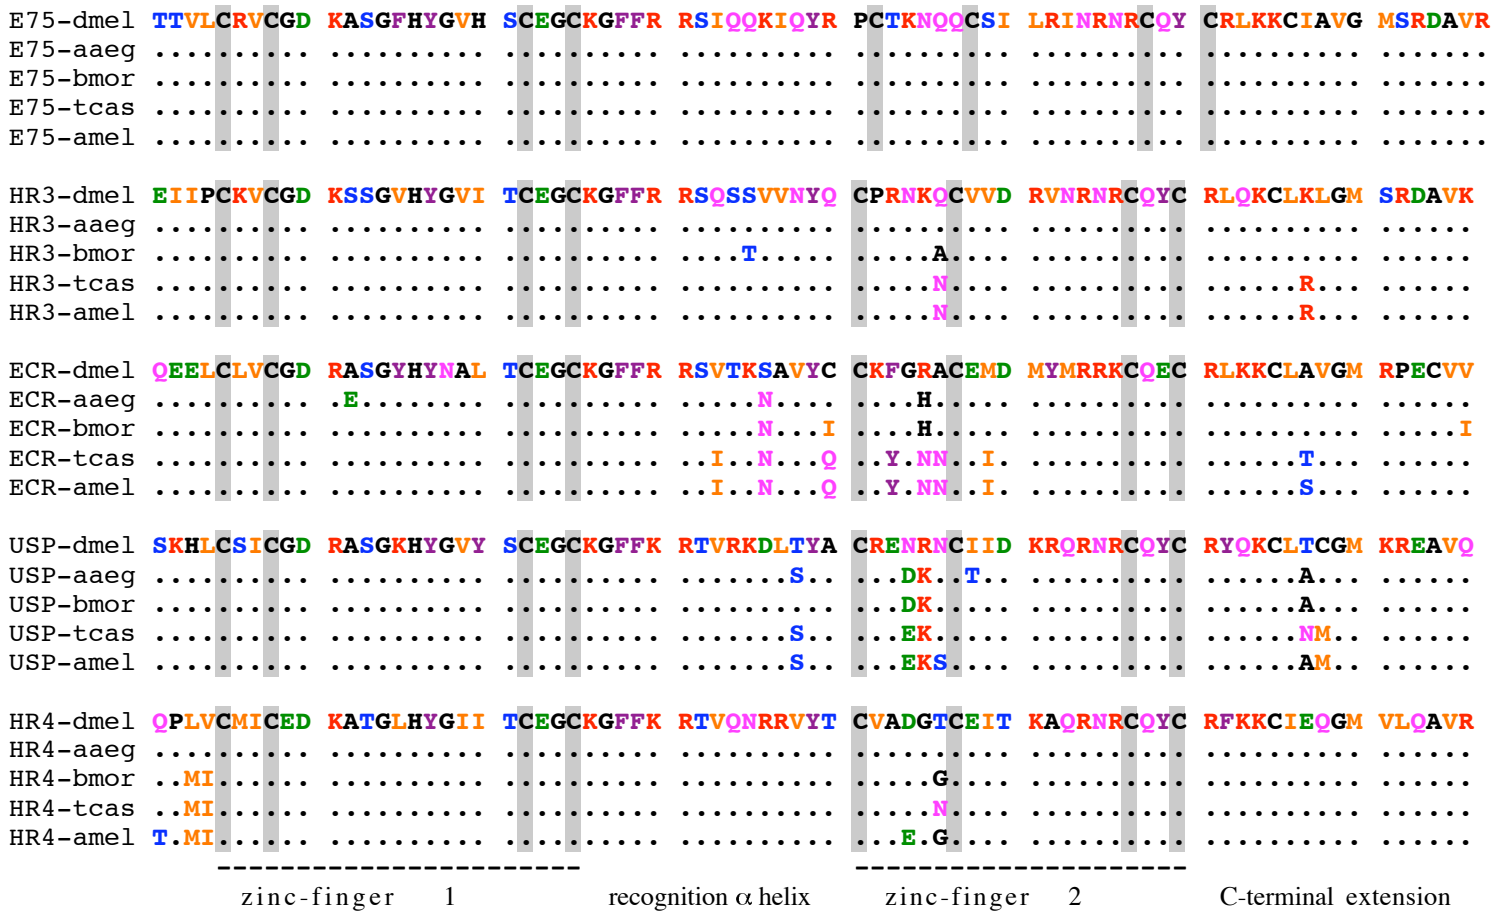 E75-dmel TTVLCRVCGD KASGFHYGVH SCEGCKGFFR RSIQQKIQYR PCTKNQQCSI LRINRNRCQY CRLKKCIAVG MSRDAVR
E75-aaeg .......... .......... .......... .......... .......... .......... .......... .......
E75-bmor .......... .......... .......... .......... .......... .......... .......... .......
E75-tcas .......... .......... .......... .......... .......... .......... .......... .......
E75-amel .......... .......... .......... .......... .......... .......... .......... .......
HR3-dmel EIIPCKVCGD KSSGVHYGVI TCEGCKGFFR RSQSSVVNYQ CPRNKQCVVD RVNRNRCQYC RLQKCLKLGM SRDAVK
HR3-aaeg .......... .......... .......... .......... .......... .......... .......... ......
HR3-bmor .......... .......... .......... ....T..... .....A.... .......... .......... ......
HR3-tcas .......... .......... .......... .......... .....N.... .......... ......R... ......
HR3-amel .......... .......... .......... .......... .....N.... .......... ......R... ......
ECR-dmel QEELCLVCGD RASGYHYNAL TCEGCKGFFR RSVTKSAVYC CKFGRACEMD MYMRRKCQEC RLKKCLAVGM RPECVV
ECR-aaeg .......... .E........ .......... .....N.... ....H..... .......... .......... ......
ECR-bmor .......... .......... .......... .....N...I ....H..... .......... .......... .....I
ECR-tcas .......... .......... .......... ..I..N...Q ..Y.NN..I. .......... ......T... ......
ECR-amel .......... .......... .......... ..I..N...Q ..Y.NN..I. .......... ......S... ......
USP-dmel SKHLCSICGD RASGKHYGVY SCEGCKGFFK RTVRKDLTYA CRENRNCIID KRQRNRCQYC RYQKCLTCGM KREAVQ
USP-aaeg .......... .......... .......... .......S.. ...DK..T.. .......... ......A... ......
USP-bmor .......... .......... .......... .......... ...DK..... .......... ......A... ......
USP-tcas .......... .......... .......... .......S.. ...EK..... .......... ......NM.. ......
USP-amel .......... .......... .......... .......S.. ...EKS.... .......... ......AM.. ......
HR4-dmel QPLVCMICED KATGLHYGII TCEGCKGFFK RTVQNRRVYT CVADGTCEIT KAQRNRCQYC RFKKCIEQGM VLQAVR
HR4-aaeg .......... .......... .......... .......... .......... .......... .......... ......
HR4-bmor ..MI...... .......... .......... .......... .....G.... .......... .......... ......
HR4-tcas ..MI...... .......... .......... .......... .....N.... .......... .......... ......
HR4-amel T.MI...... .......... .......... .......... ...E.G.... .......... .......... ......
zinc-finger 1 recognition α helix zinc-finger 2 C-terminal extension